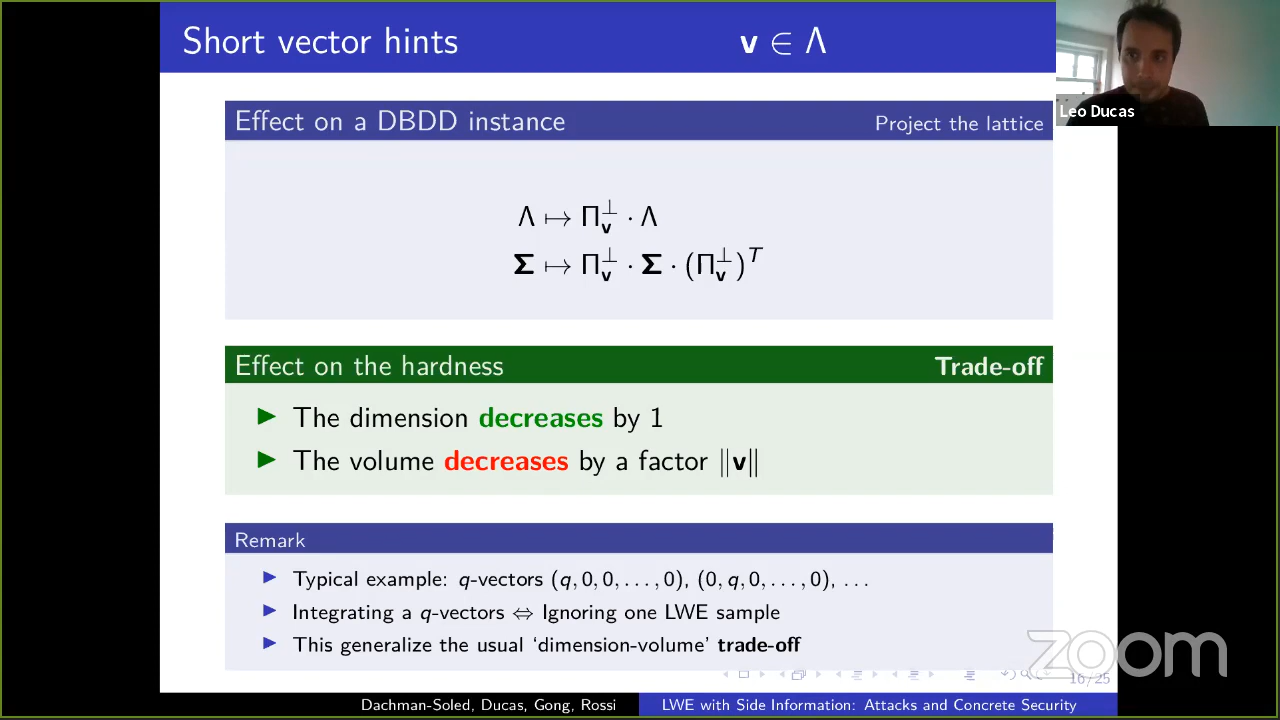 Short vector hints v ∈ Λ
Leo Ducas
Effect on a DBDD instance Project the lattice
Λ ↦ Π⊥v · Λ
Σ ↦ Π⊥v · Σ · (Π⊥v)ᵀ
Effect on the hardness Trade-off
▶ The dimension decreases by 1
▶ The volume decreases by a factor ‖v‖
Remark
▶ Typical example: q-vectors (q, 0, 0, . . . , 0), (0, q, 0, . . . , 0), . . .
▶ Integrating a q-vectors ⇔ Ignoring one LWE sample
▶ This generalize the usual ‘dimension-volume’ trade-off
zoom
16/25
Dachman-Soled, Ducas, Gong, Rossi LWE with Side Information: Attacks and Concrete Security